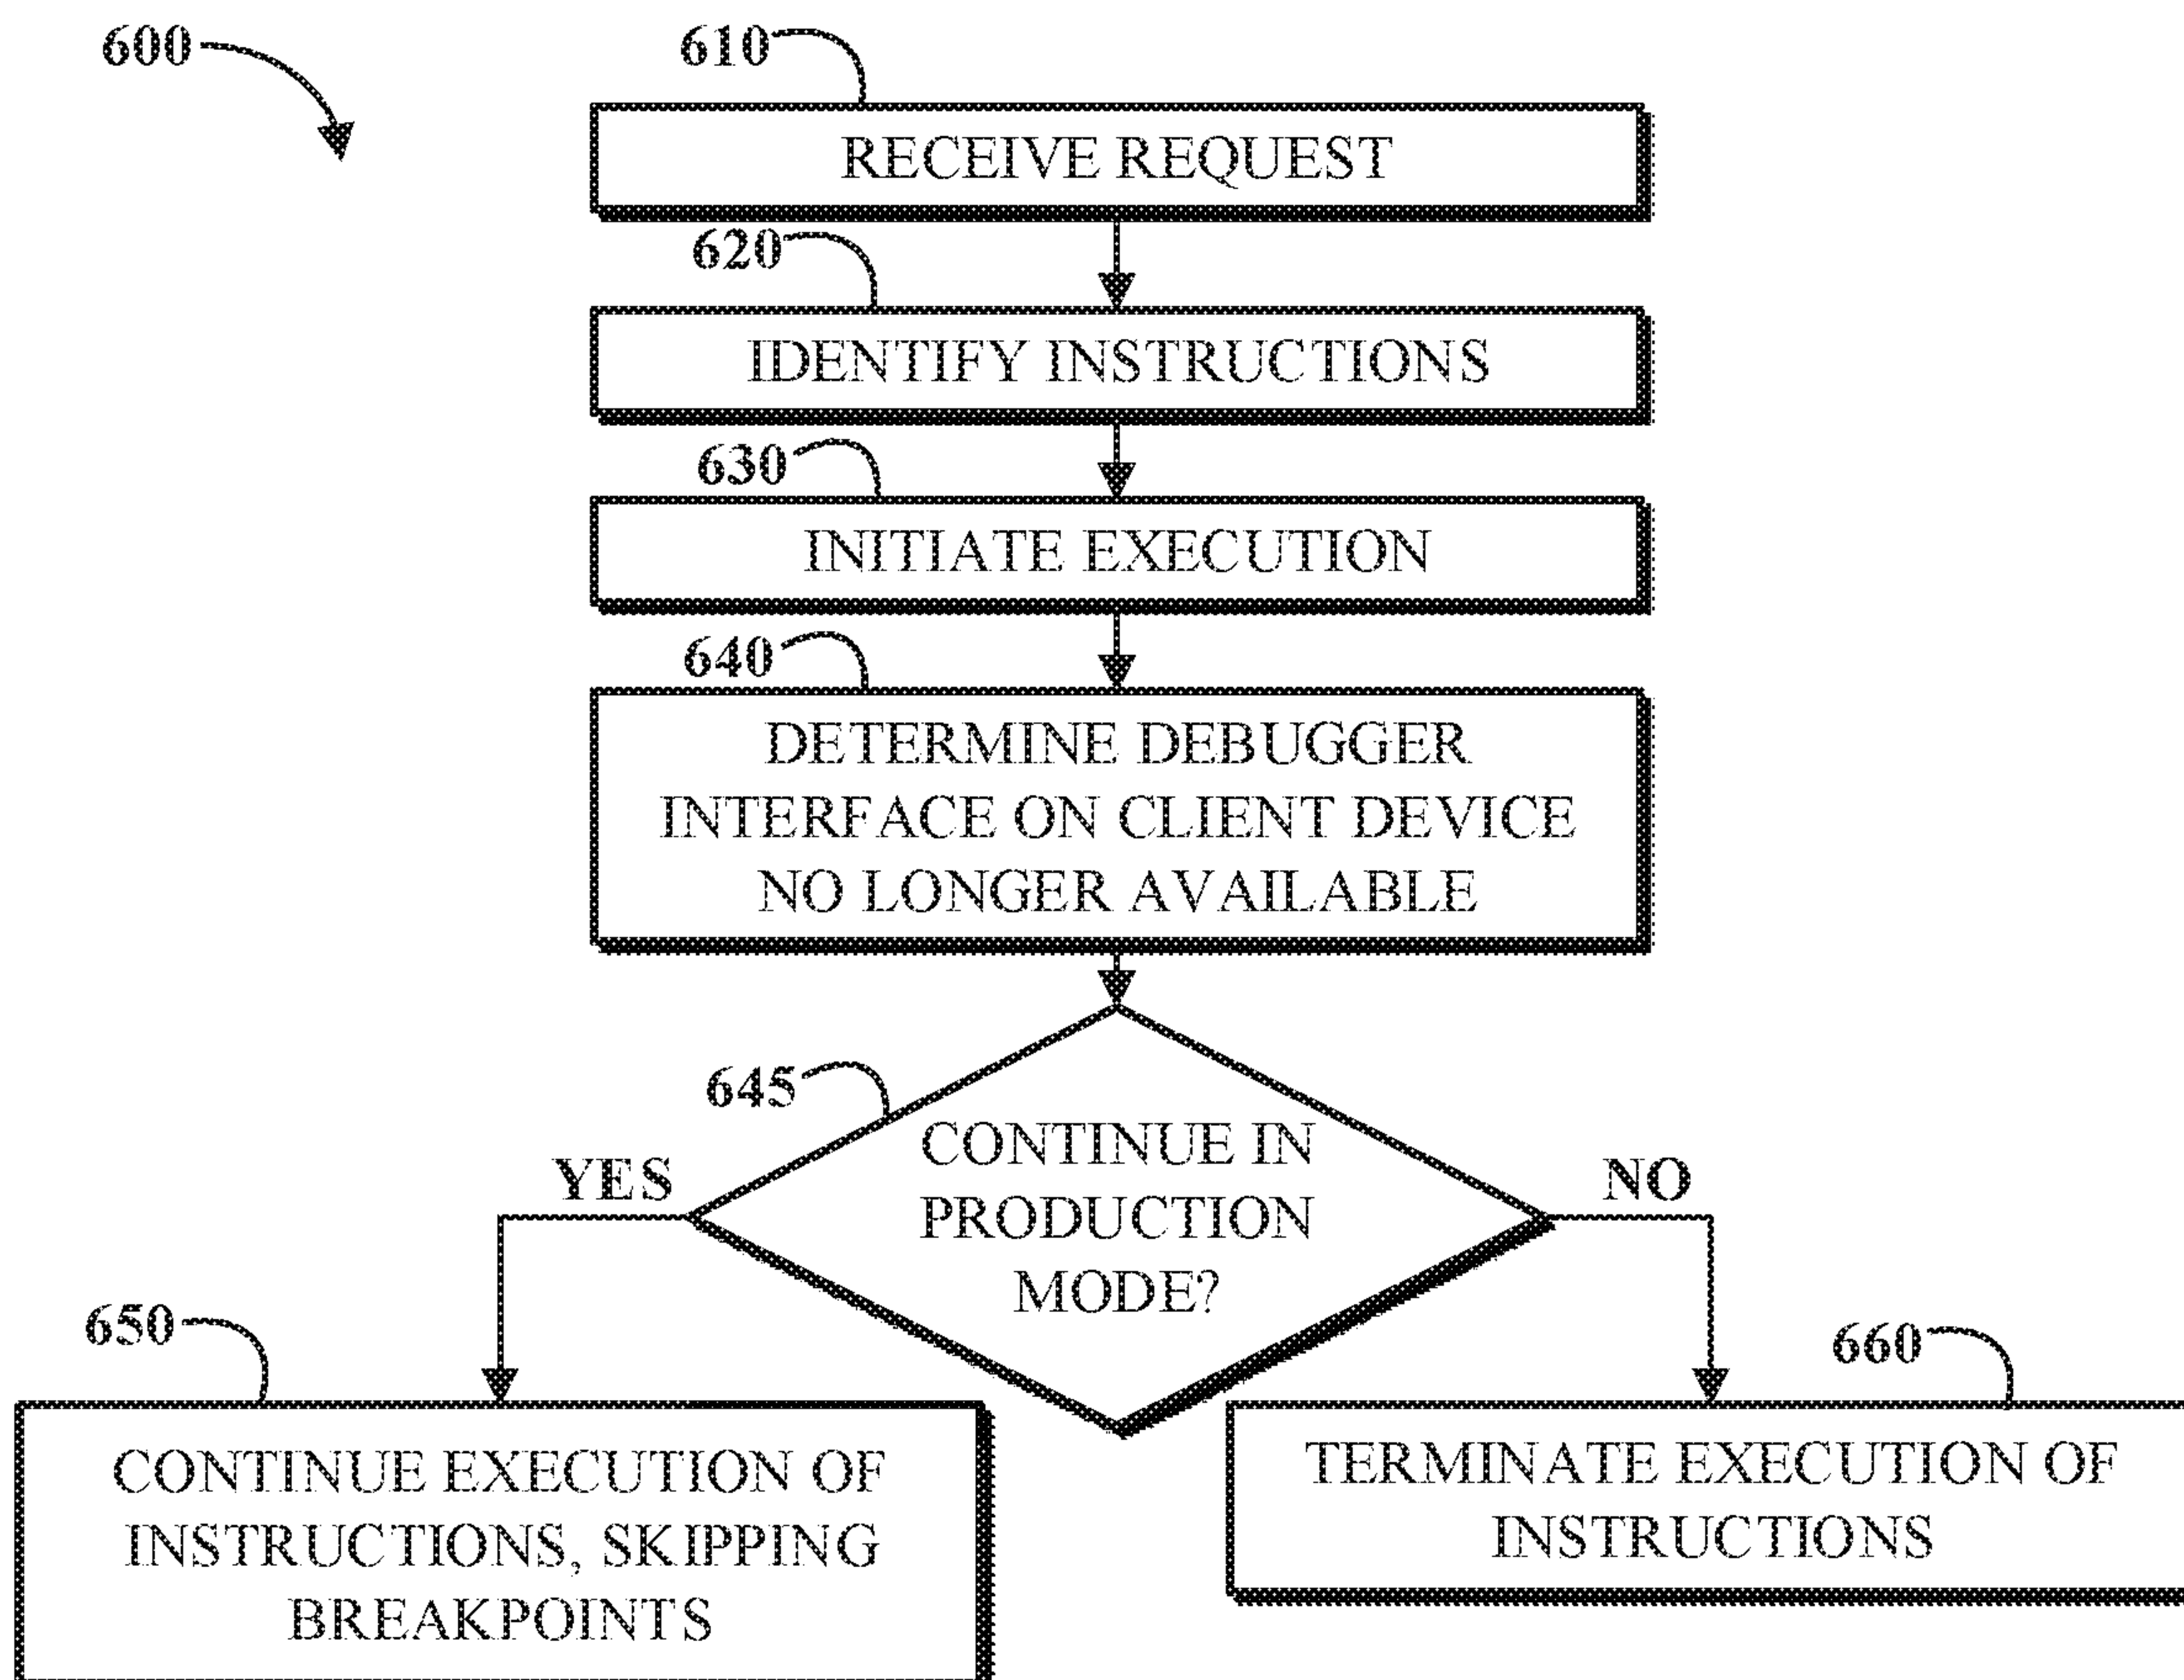 600
610
RECEIVE REQUEST
620
IDENTIFY INSTRUCTIONS
630
INITIATE EXECUTION
640
DETERMINE DEBUGGER
INTERFACE ON CLIENT DEVICE
NO LONGER AVAILABLE
645
CONTINUE IN
PRODUCTION
MODE?
YES
NO
650
CONTINUE EXECUTION OF
INSTRUCTIONS, SKIPPING
BREAKPOINTS
660
TERMINATE EXECUTION OF
INSTRUCTIONS